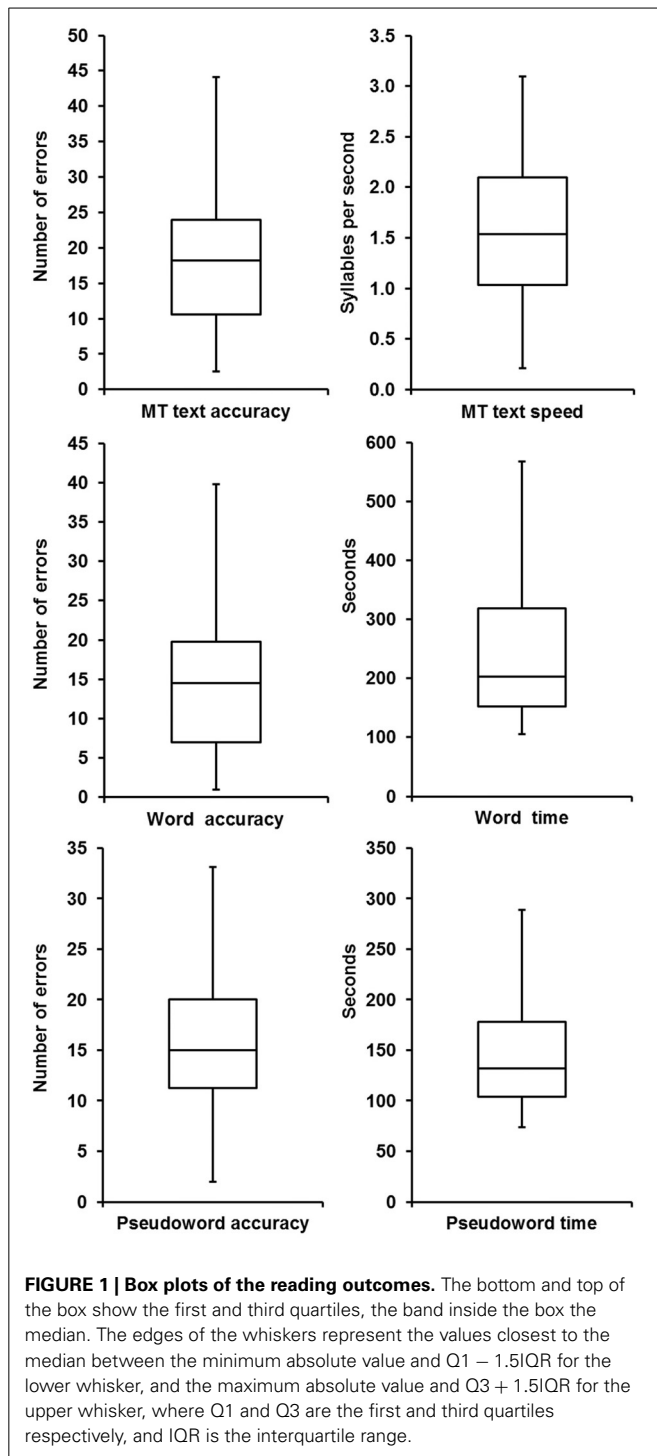 50
45
40
35
30
25
20
15
10
5
0
Number of errors
MT text accuracy
3.5
3.0
2.5
2.0
1.5
1.0
0.5
0.0
Syllables per second
MT text speed
45
40
35
30
25
20
15
10
5
0
Number of errors
Word accuracy
600
500
400
300
200
100
0
Seconds
Word time
35
30
25
20
15
10
5
0
Number of errors
Pseudoword accuracy
350
300
250
200
150
100
50
0
Seconds
Pseudoword time
FIGURE 1 | Box plots of the reading outcomes. The bottom and top of
the box show the first and third quartiles, the band inside the box the
median. The edges of the whiskers represent the values closest to the
median between the minimum absolute value and Q1 − 1.5IQR for the
lower whisker, and the maximum absolute value and Q3 + 1.5IQR for the
upper whisker, where Q1 and Q3 are the first and third quartiles
respectively, and IQR is the interquartile range.